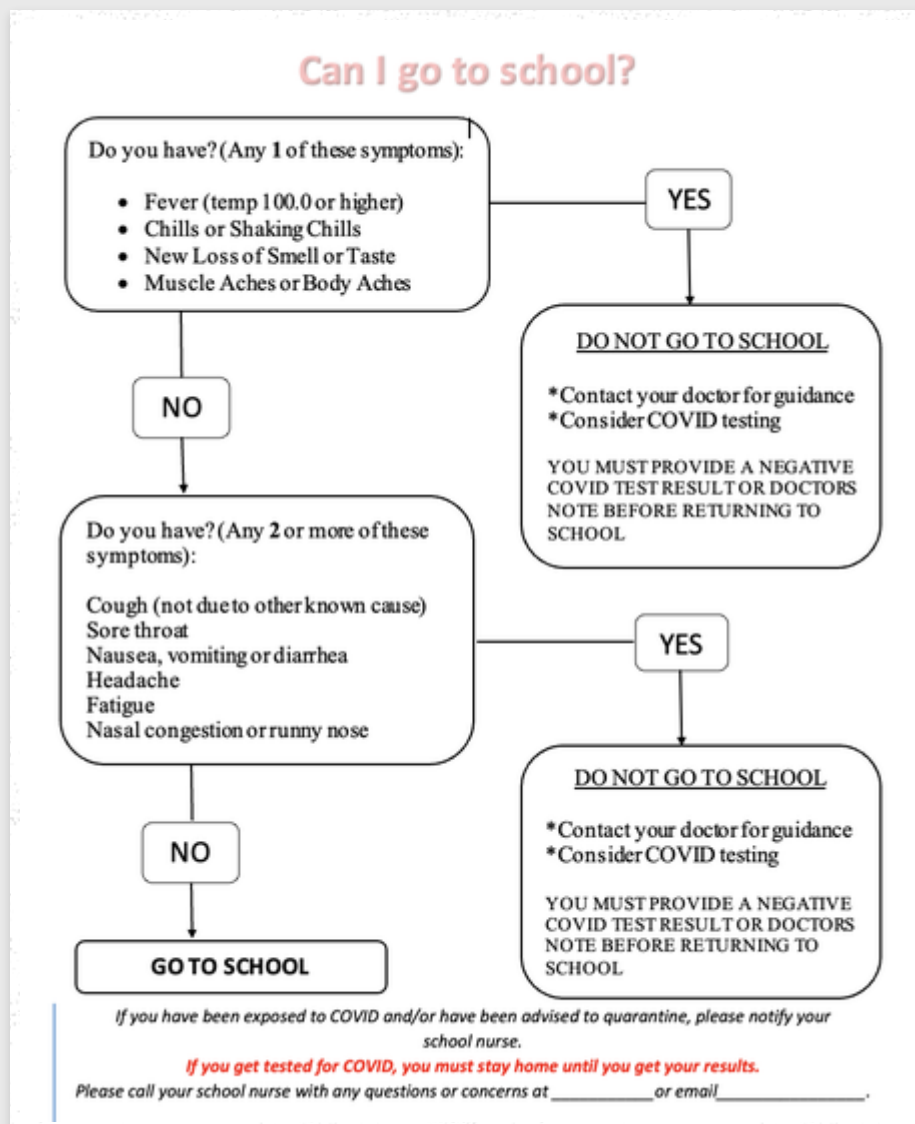 Can I go to school?
Do you have? (Any 1 of these symptoms):
• Fever (temp 100.0 or higher)
• Chills or Shaking Chills
• New Loss of Smell or Taste
• Muscle Aches or Body Aches
YES
DO NOT GO TO SCHOOL
*Contact your doctor for guidance
*Consider COVID testing
YOU MUST PROVIDE A NEGATIVE
COVID TEST RESULT OR DOCTORS
NOTE BEFORE RETURNING TO
SCHOOL
NO
Do you have? (Any 2 or more of these
symptoms):
Cough (not due to other known cause)
Sore throat
Nausea, vomiting or diarrhea
Headache
Fatigue
Nasal congestion or runny nose
YES
DO NOT GO TO SCHOOL
*Contact your doctor for guidance
*Consider COVID testing
YOU MUST PROVIDE A NEGATIVE
COVID TEST RESULT OR DOCTORS
NOTE BEFORE RETURNING TO
SCHOOL
NO
GO TO SCHOOL
If you have been exposed to COVID and/or have been advised to quarantine, please notify your
school nurse.
If you get tested for COVID, you must stay home until you get your results.
Please call your school nurse with any questions or concerns at ____________or email_________________.